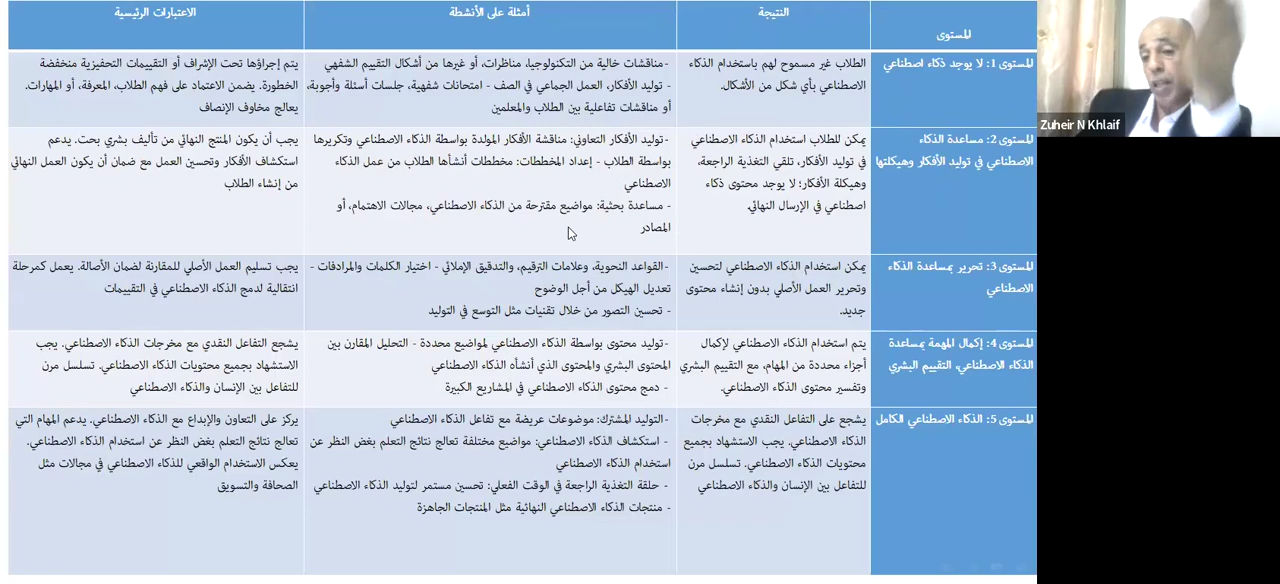 المستوى
النتيجة
أمثلة على الأنشطة
الاعتبارات الرئيسية
المستوى 1: لا يوجد ذكاء اصطناعي
الطلاب غير مسموح لهم باستخدام الذكاء
الاصطناعي بأي شكل من الأشكال.
-مناقشات خالية من التكنولوجيا، مناظرات، أو غيرها من أشكال التقييم الشفهي
- توليد الأفكار، العمل الجماعي في الصف - امتحانات شفهية، جلسات أسئلة وأجوبة،
أو مناقشات تفاعلية بين الطلاب والمعلمين
يتم إجراؤها تحت الإشراف أو التقييمات التحفيزية منخفضة
الخطورة. يضمن الاعتماد على فهم الطلاب، المعرفة، أو المهارات.
يعالج مخاوف الإنصاف
المستوى 2: مساعدة الذكاء
الاصطناعي في توليد الأفكار وهيكلتها
يمكن للطلاب استخدام الذكاء الاصطناعي
في توليد الأفكار، تلقي التغذية الراجعة،
وهيكلة الأفكار؛ لا يوجد محتوى ذكاء
اصطناعي في الإرسال النهائي.
-توليد الأفكار التعاوني: مناقشة الأفكار المولدة بواسطة الذكاء الاصطناعي وتكريرها
بواسطة الطلاب - إعداد المخططات: مخططات أنشأها الطلاب من عمل الذكاء
الاصطناعي
- مساعدة بحثية: مواضيع مقترحة من الذكاء الاصطناعي، مجالات الاهتمام، أو
المصادر
يجب أن يكون المنتج النهائي من تأليف بشري بحت. يدعم
استكشاف الأفكار وتحسين العمل مع ضمان أن يكون العمل النهائي
من إنشاء الطلاب
المستوى 3: تحرير بمساعدة الذكاء
الاصطناعي
يمكن استخدام الذكاء الاصطناعي لتحسين
وتحرير العمل الأصلي بدون إنشاء محتوى
جديد.
-القواعد النحوية، وعلامات الترقيم، والتدقيق الإملائي - اختيار الكلمات والمرادفات -
تعديل الهيكل من أجل الوضوح
- تحسين التصور من خلال تقنيات مثل التوسع في التوليد
يجب تسليم العمل الأصلي للمقارنة لضمان الأصالة. يعمل كمرحلة
انتقالية لدمج الذكاء الاصطناعي في التقييمات
المستوى 4: إكمال المهمة بمساعدة
الذكاء الاصطناعي، التقييم البشري
يتم استخدام الذكاء الاصطناعي لإكمال
أجزاء محددة من المهام، مع التقييم البشري
وتفسير محتوى الذكاء الاصطناعي.
-توليد محتوى بواسطة الذكاء الاصطناعي لمواضيع محددة - التحليل المقارن بين
المحتوى البشري والمحتوى الذي أنشأه الذكاء الاصطناعي
- دمج محتوى الذكاء الاصطناعي في المشاريع الكبيرة
يشجع التفاعل النقدي مع مخرجات الذكاء الاصطناعي. يجب
الاستشهاد بجميع محتويات الذكاء الاصطناعي. تسلسل مرن
للتفاعل بين الإنسان والذكاء الاصطناعي
المستوى 5: الذكاء الاصطناعي الكامل
يشجع على التفاعل النقدي مع مخرجات
الذكاء الاصطناعي. يجب الاستشهاد بجميع
محتويات الذكاء الاصطناعي. تسلسل مرن
للتفاعل بين الإنسان والذكاء الاصطناعي
-التوليد المشترك: موضوعات عريضة مع تفاعل الذكاء الاصطناعي
- استكشاف الذكاء الاصطناعي: مواضيع مختلفة تعالج نتائج التعلم بغض النظر عن
استخدام الذكاء الاصطناعي
- حلقة التغذية الراجعة في الوقت الفعلي: تحسين مستمر لتوليد الذكاء الاصطناعي
- منتجات الذكاء الاصطناعي النهائية مثل المنتجات الجاهزة
يركز على التعاون والإبداع مع الذكاء الاصطناعي. يدعم المهام التي
تعالج نتائج التعلم بغض النظر عن استخدام الذكاء الاصطناعي.
يعكس الاستخدام الواقعي للذكاء الاصطناعي في مجالات مثل
الصحافة والتسويق
Zuheir N Khlaif